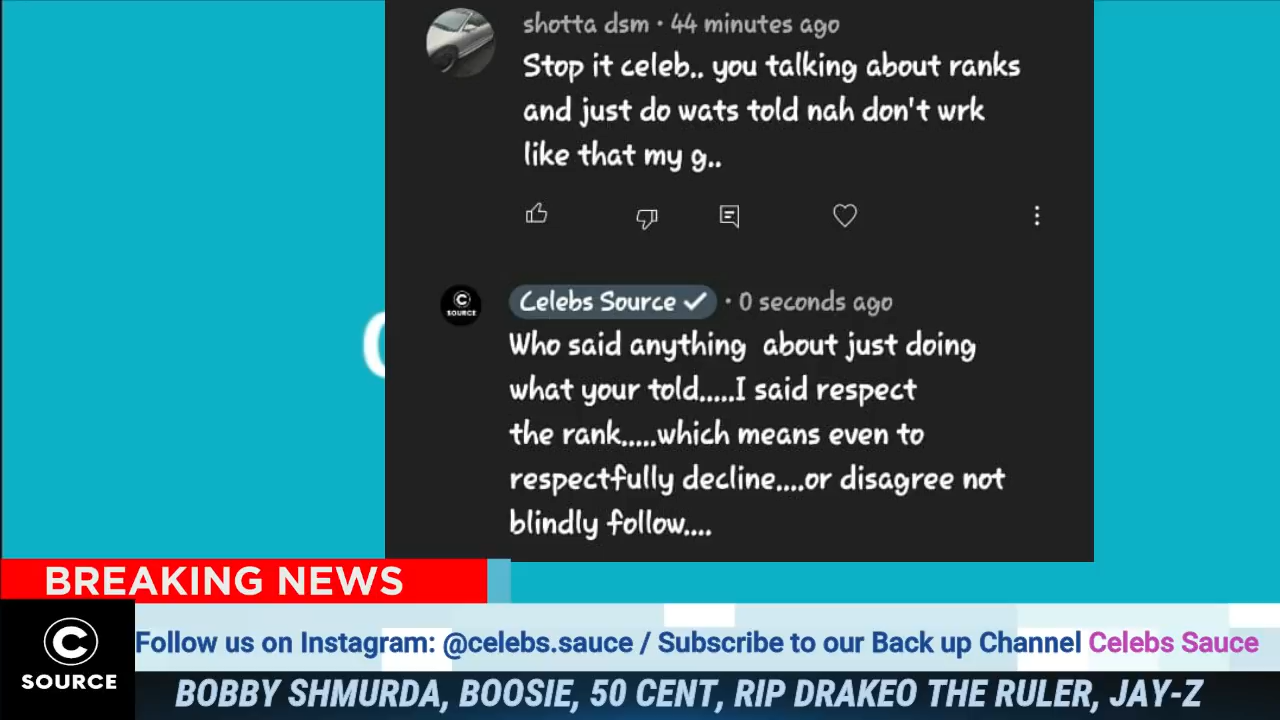 shotta dsm · 44 minutes ago
Stop it celeb.. you talking about ranks
and just do wats told nah don't wrk
like that my g..
C
SOURCE
Celebs Source ✓ · 0 seconds ago
Who said anything about just doing
what your told.....I said respect
the rank.....which means even to
respectfully decline....or disagree not
blindly follow....
BREAKING NEWS
C
SOURCE
Follow us on Instagram: @celebs.sauce / Subscribe to our Back up Channel Celebs Sauce
BOBBY SHMURDA, BOOSIE, 50 CENT, RIP DRAKEO THE RULER, JAY-Z